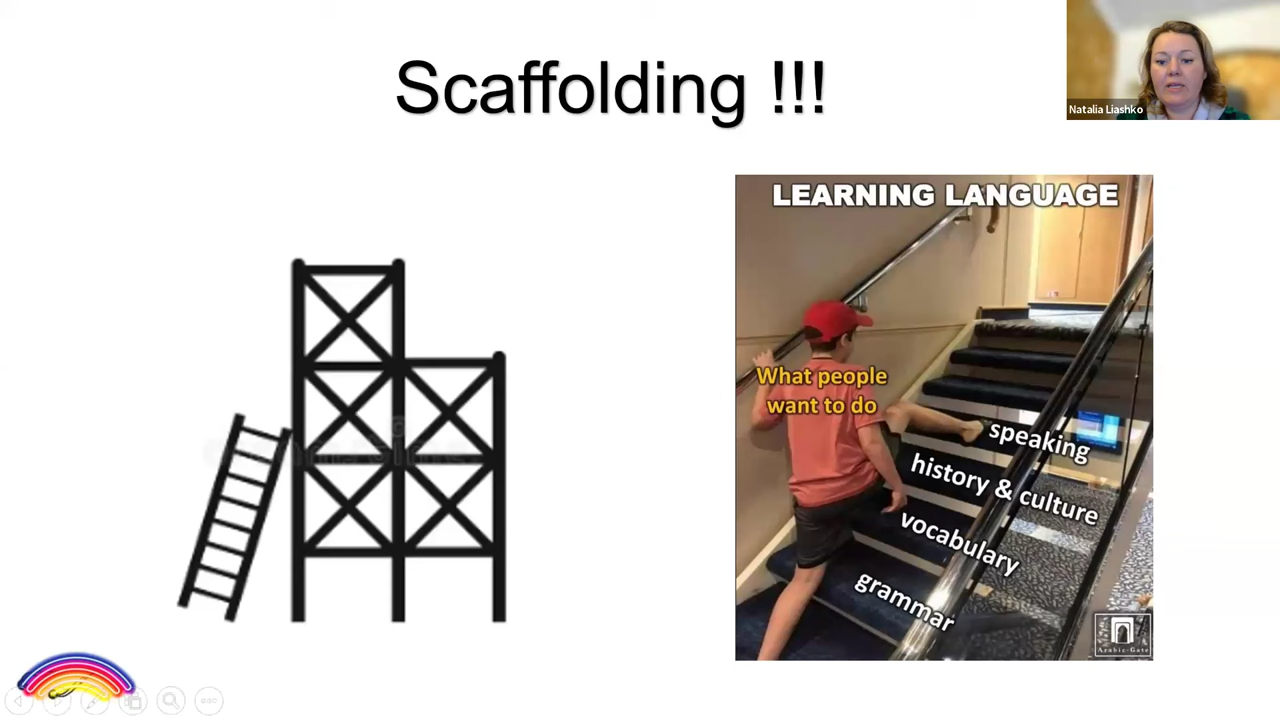 Scaffolding !!!
Natalia Liashko
LEARNING LANGUAGE
What people
want to do
speaking
history & culture
vocabulary
grammar
Arabic-Gate